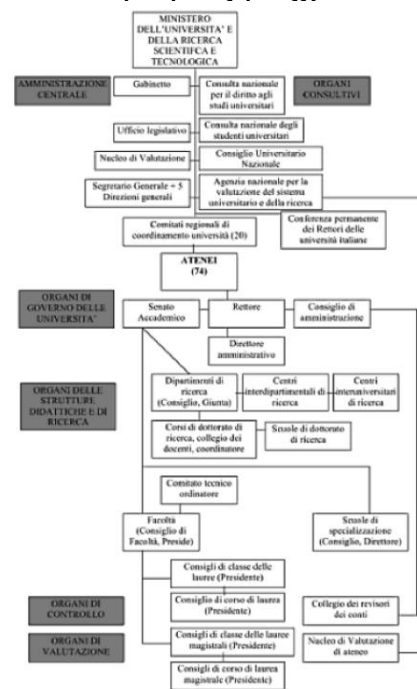 MINISTERO
DELL'UNIVERSITA' E
DELLA RICERCA
SCIENTIFCA E
TECNOLOGICA
AMMINISTRAZIONE
CENTRALE
Gabinetto
Consulta nazionale
per il diritto agli
studi universitari
ORGANI
CONSULTIVI
Ufficio legislativo
Consulta nazionale degli
studenti universitari
Nucleo di Valutazione
Consiglio Universitario
Nazionale
Segretario Generale + 5
Direzioni generali
Agenzia nazionale per la
valutazione del sistema
universitario e della ricerca
Comitati regionali di
coordinamento università (20)
Conferenza permanente
dei Rettori delle
università italiane
ATENEI
(74)
ORGANI DI
GOVERNO DELLE
UNIVERSITA'
Senato
Accademico
Rettore
Consiglio di
amministrazione
Direttore
amministrativo
ORGANI DELLE
STRUTTURE
DIDATTICHE E DI
RICERCA
Dipartimenti di
ricerca
(Consiglio, Giunta)
Centri
interdipartimentali di
ricerca
Centri
interuniversitari
di ricerca
Corsi di dottorato di
ricerca, collegio dei
docenti, coordinatore
Scuole di dottorato
di ricerca
Comitato tecnico
ordinatore
Facoltà
(Consiglio di
Facoltà, Preside)
Scuole di
specializzazione
(Consiglio, Direttore)
Consigli di classe delle
lauree (Presidente)
ORGANI DI
CONTROLLO
Consiglio di corso di laurea
(Presidente)
Collegio dei revisori
dei conti
ORGANI DI
VALUTAZIONE
Consigli di classe delle lauree
magistrali (Presidente)
Nucleo di Valutazione
di ateneo
Consigli di corso di laurea
magistrale (Presidente)